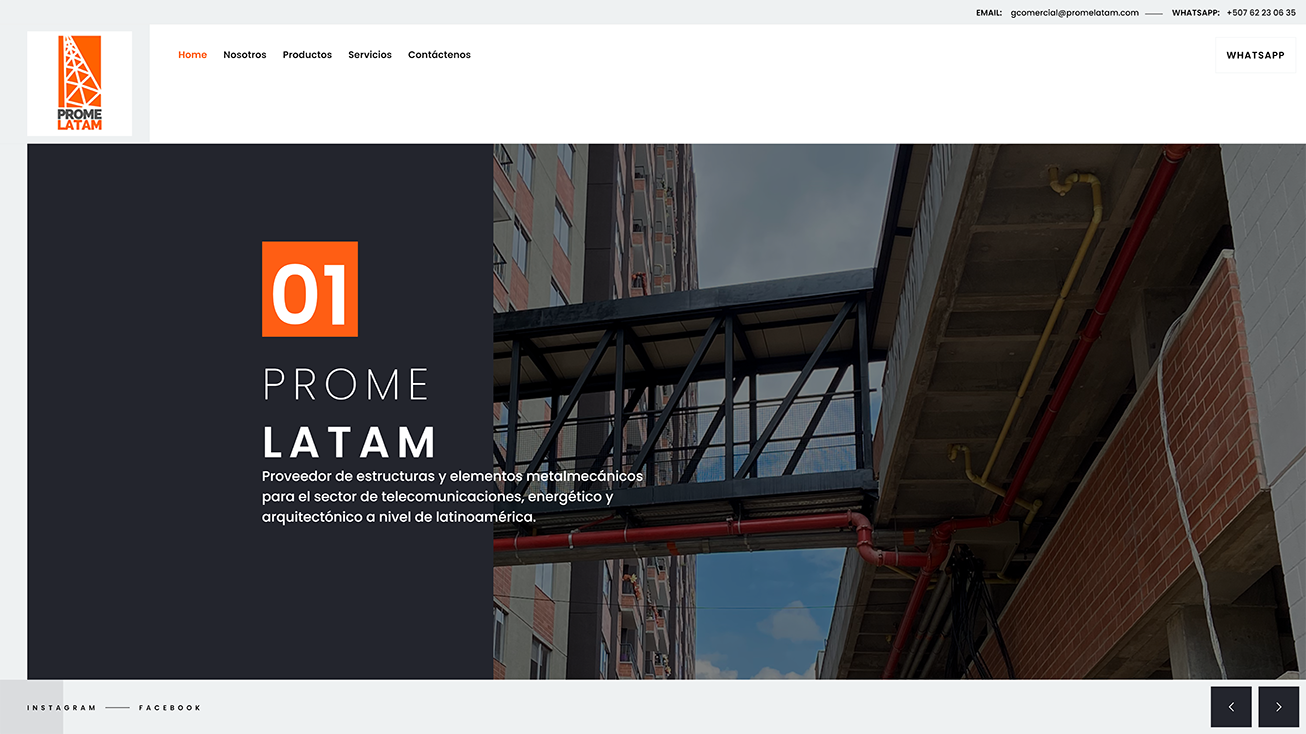 EMAIL: gcomercial@promelatam.com WHATSAPP: +507 62 23 06 35
PROME
LATAM
Home Nosotros Productos Servicios Contáctenos
WHATSAPP
01
PROME
LATAM
Proveedor de estructuras y elementos metalmecánicos
para el sector de telecomunicaciones, energético y
arquitectónico a nivel de latinoamérica.
INSTAGRAM FACEBOOK